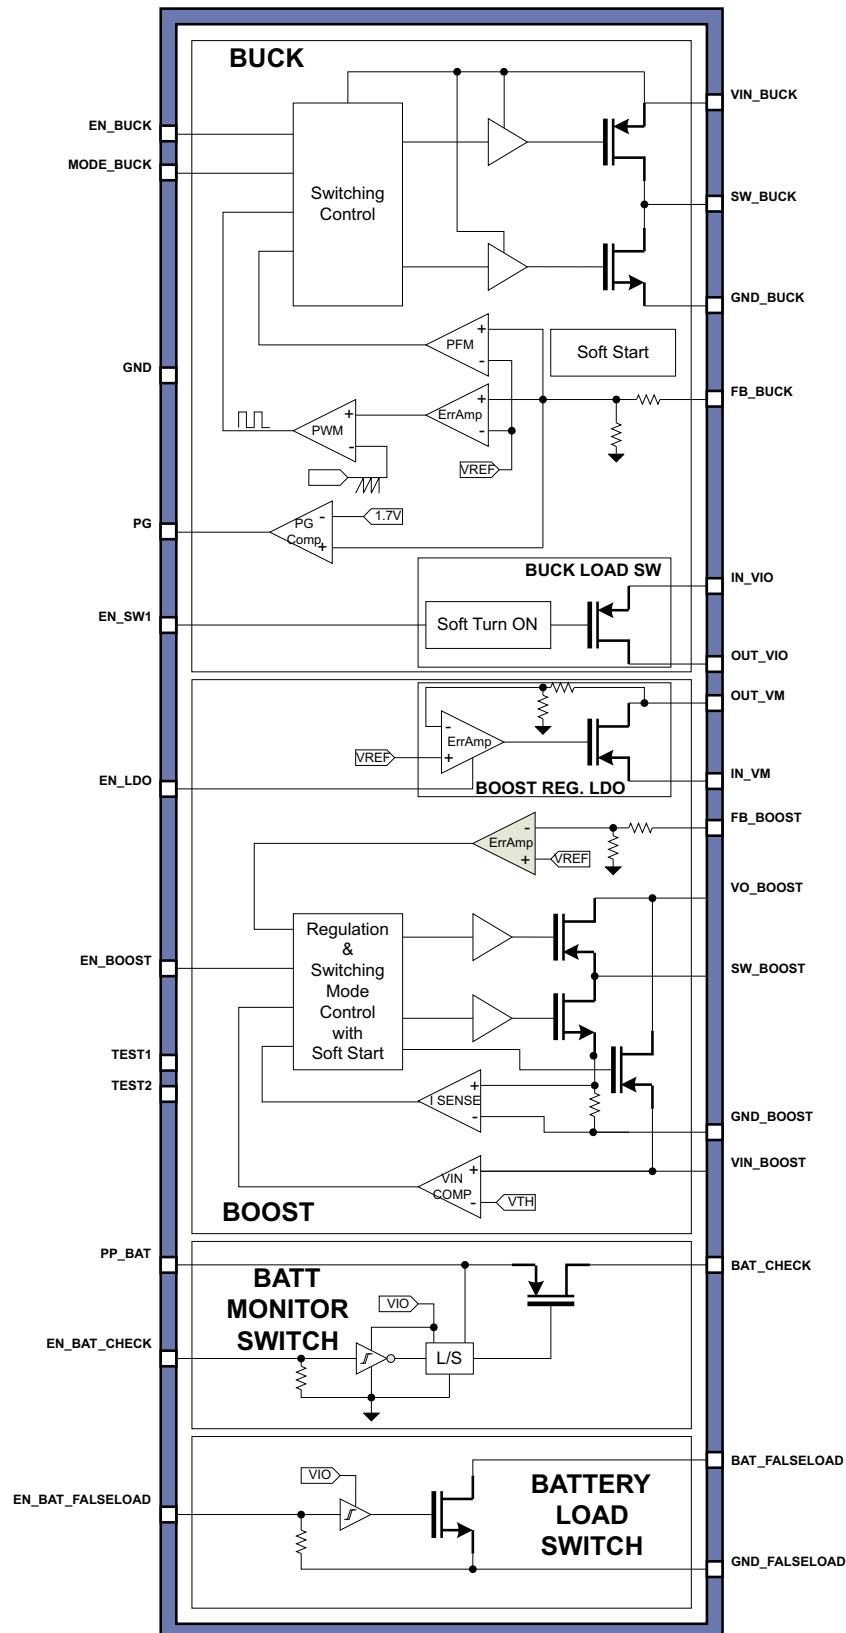 BUCK
VIN_BUCK
EN_BUCK
MODE_BUCK
Switching
Control
SW_BUCK
GND_BUCK
PFM
+
-
Soft Start
GND
FB_BUCK
ErrAmp
+
-
PWM
+
-
VREF
PG
PG
Comp
-
+
1.7V
BUCK LOAD SW
IN_VIO
EN_SW1
Soft Turn ON
OUT_VIO
OUT_VM
-
ErrAmp
+
VREF
IN_VM
EN_LDO
BOOST REG. LDO
FB_BOOST
-
ErrAmp
+
VREF
VO_BOOST
Regulation
&
Switching
Mode
Control
with
Soft Start
EN_BOOST
SW_BOOST
TEST1
TEST2
+
I SENSE
-
GND_BOOST
VIN_BOOST
VIN
COMP
+
-
VTH
BOOST
PP_BAT
BATT
MONITOR
SWITCH
BAT_CHECK
VIO
EN_BAT_CHECK
L/S
BAT_FALSELOAD
VIO
EN_BAT_FALSELOAD
BATTERY
LOAD
SWITCH
GND_FALSELOAD